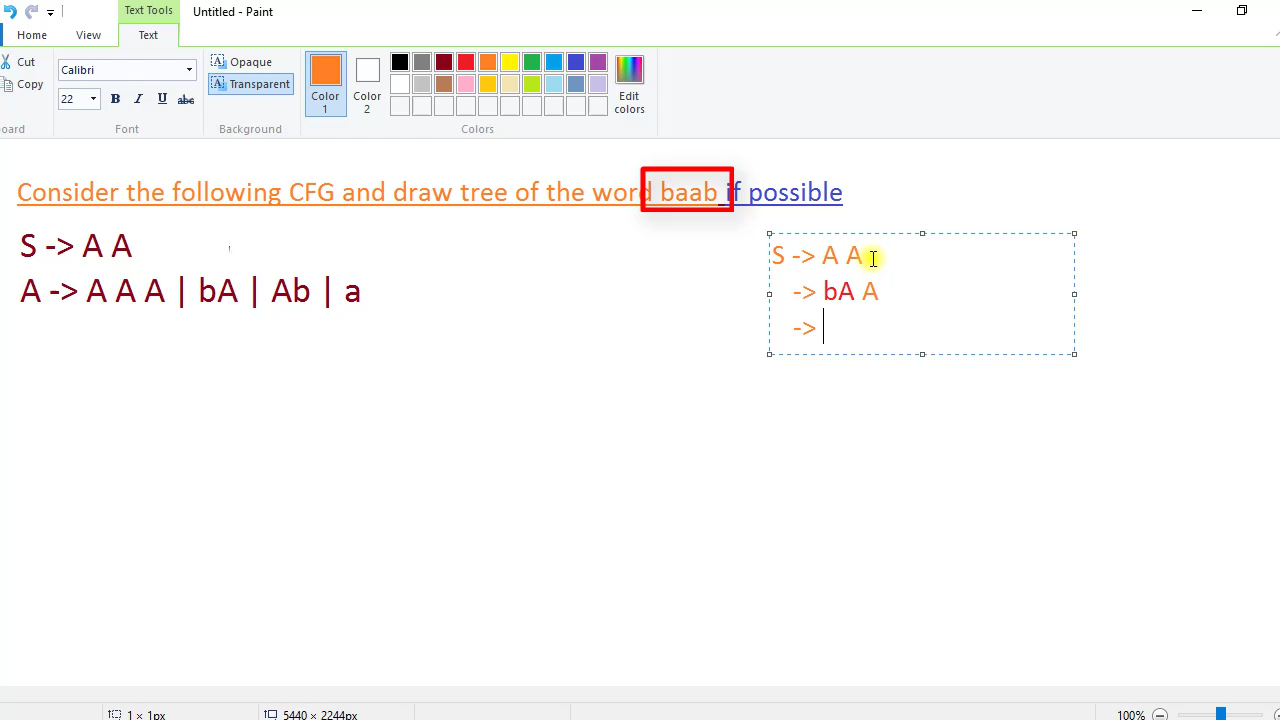 Text Tools
Untitled - Paint
Home
View
Text
Cut
Copy
Calibri
22
B
I
U
abc
Opaque
Transparent
Color 1
Color 2
Edit colors
oard
Font
Background
Colors
Consider the following CFG and draw tree of the word baab if possible
S -> A A
A -> A A A | bA | Ab | a
S -> A A
-> bA A
->
1 × 1px
5440 × 2244px
100%